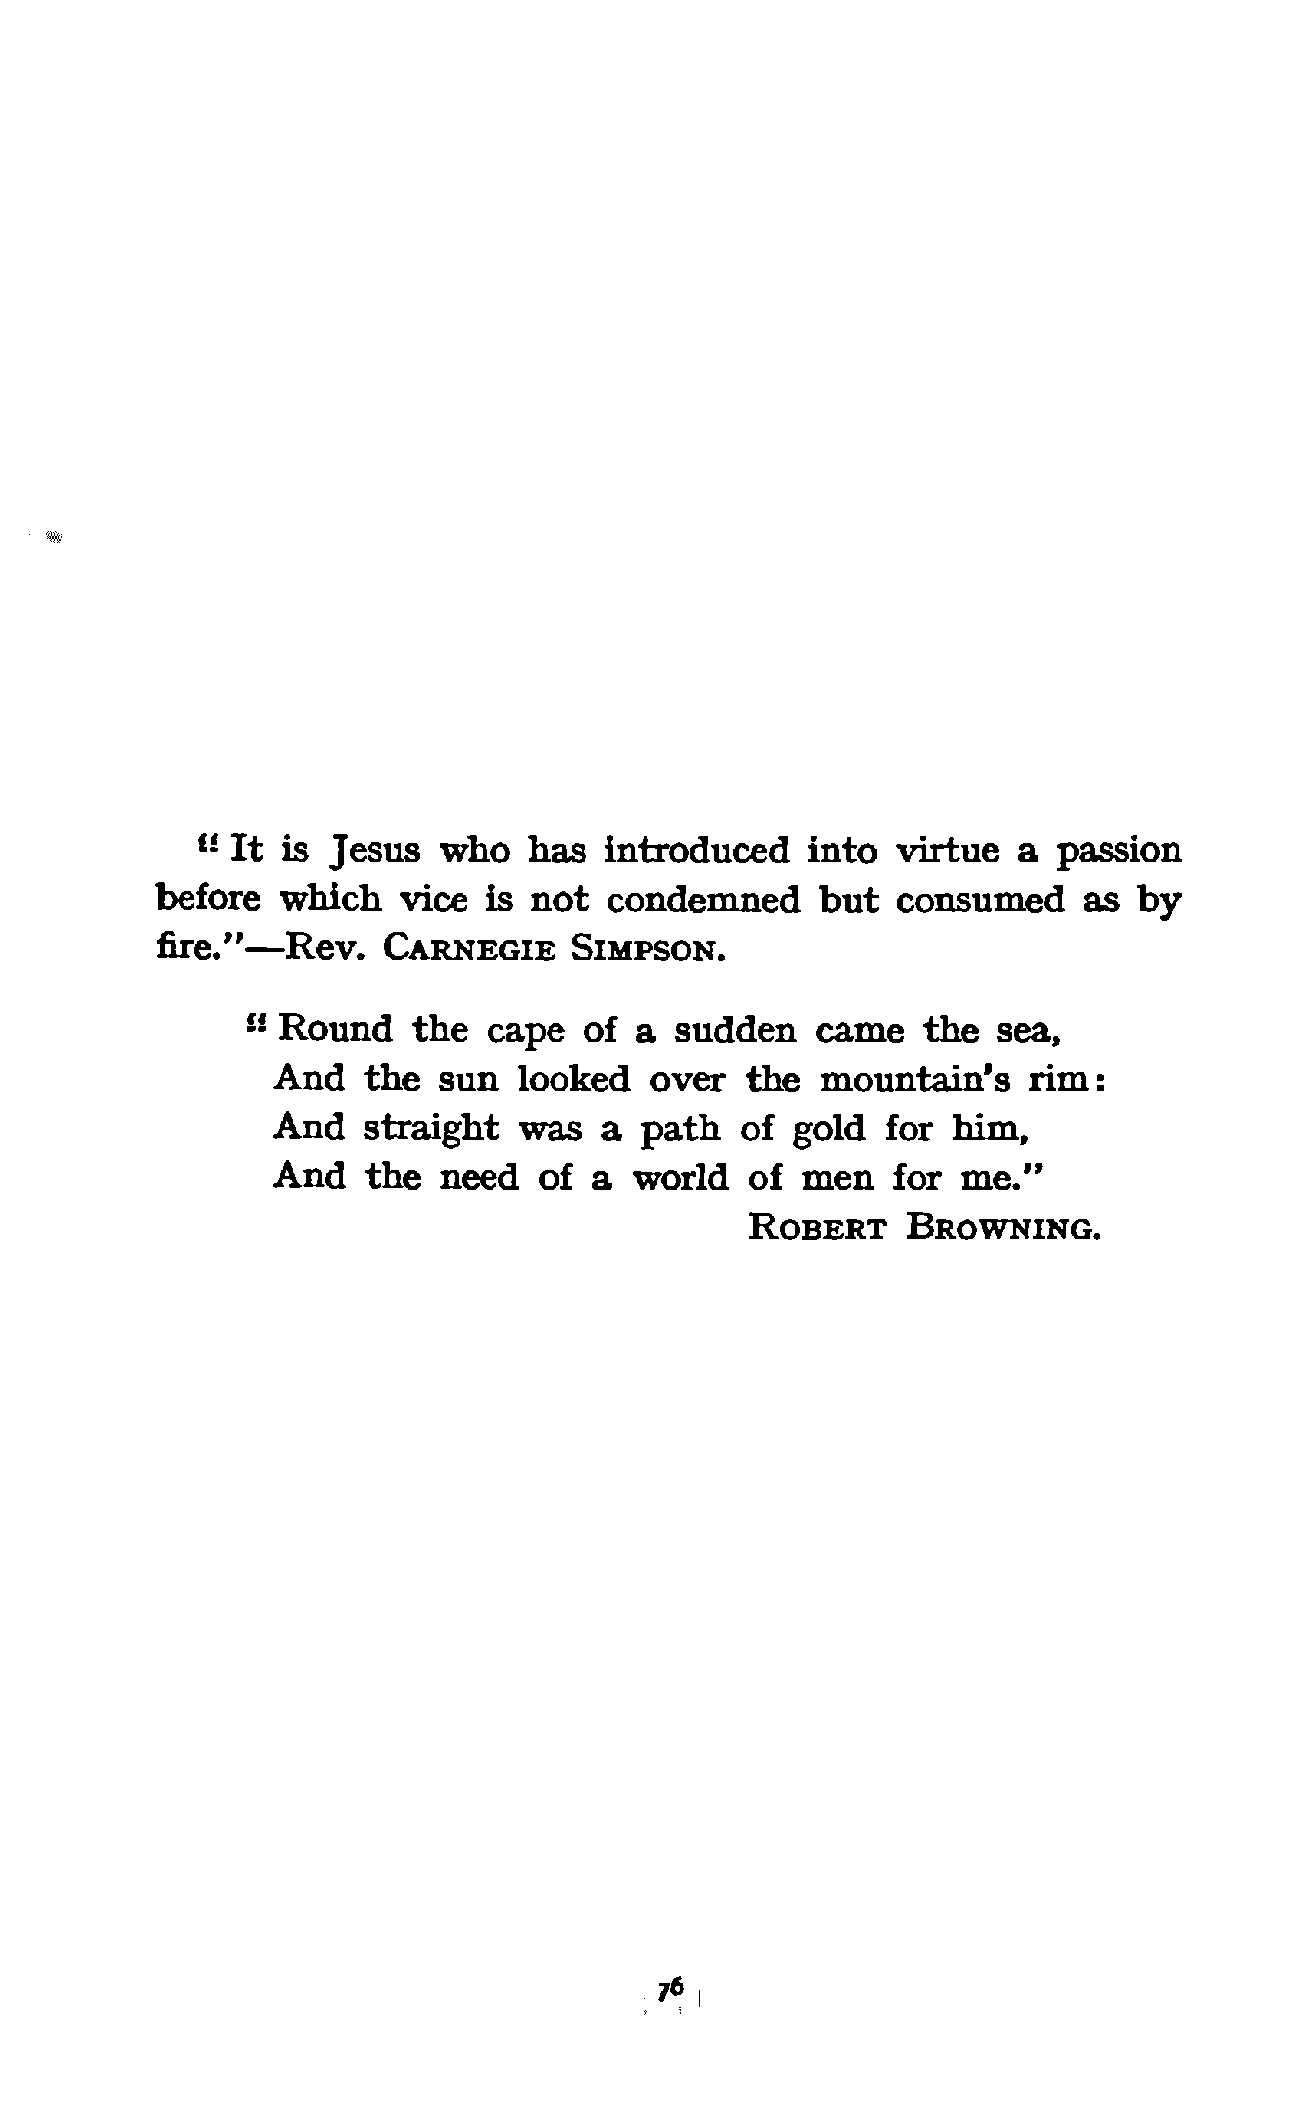 “ It is Jesus who has introduced into virtue a passion
before which vice is not condemned but consumed as by
fire.”—Rev. CARNEGIE SIMPSON.
“ Round the cape of a sudden came the sea,
And the sun looked over the mountain's rim:
And straight was a path of gold for him,
And the need of a world of men for me.”
ROBERT BROWNING.
76